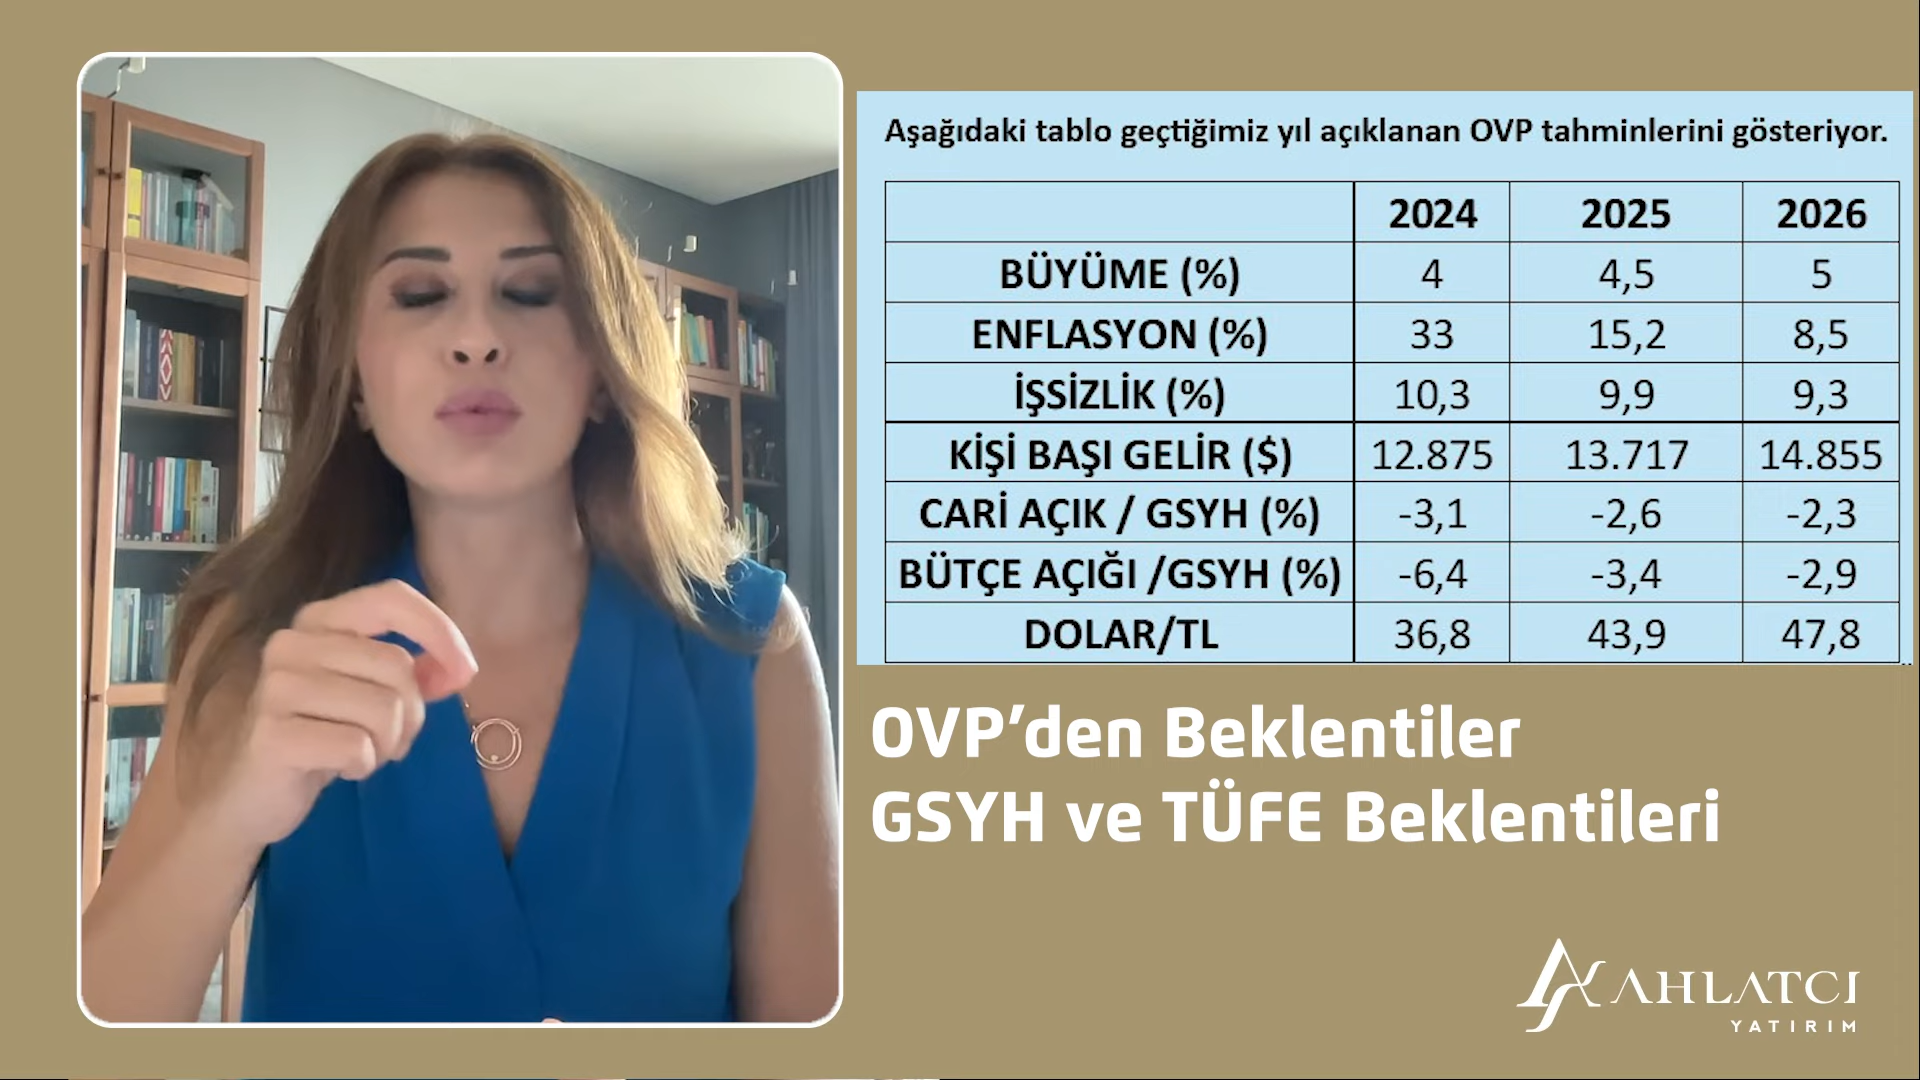 Aşağıdaki tablo geçtiğimiz yıl açıklanan OVP tahminlerini gösteriyor.
2024 2025 2026
BÜYÜME (%) 4 4,5 5
ENFLASYON (%) 33 15,2 8,5
İŞSİZLİK (%) 10,3 9,9 9,3
KİŞİ BAŞI GELİR ($) 12.875 13.717 14.855
CARİ AÇIK / GSYH (%) -3,1 -2,6 -2,3
BÜTÇE AÇIĞI /GSYH (%) -6,4 -3,4 -2,9
DOLAR/TL 36,8 43,9 47,8
OVP’den Beklentiler
GSYH ve TÜFE Beklentileri
AHLATCI
YATIRIM